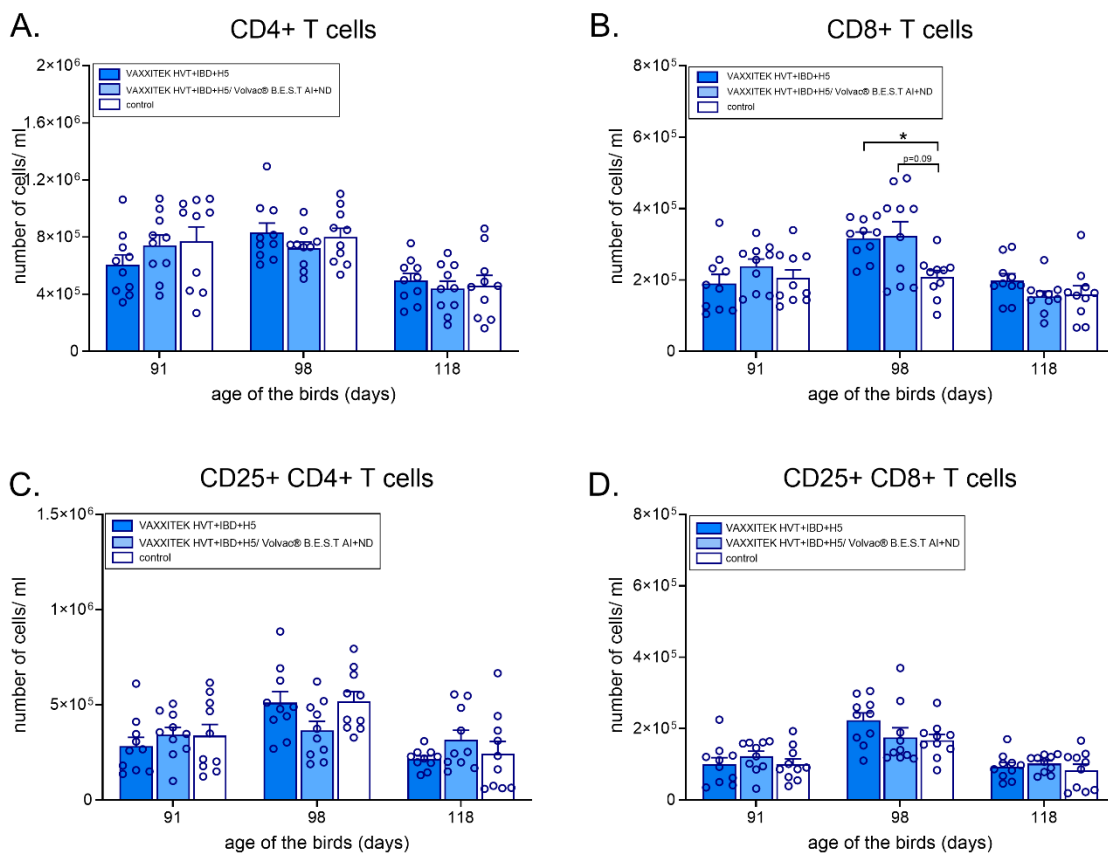 A.
CD4+ T cells
number of cells/ ml
2×10⁶
1.6×10⁶
1.2×10⁶
8×10⁵
4×10⁵
0
VAXXITEK HVT+IBD+H5
VAXXITEK HVT+IBD+H5/ Volvac® B.E.S.T AI+ND
control
91
98
118
age of the birds (days)
B.
CD8+ T cells
number of cells/ ml
8×10⁵
6×10⁵
4×10⁵
2×10⁵
0
VAXXITEK HVT+IBD+H5
VAXXITEK HVT+IBD+H5/ Volvac® B.E.S.T AI+ND
control
*
p=0.09
91
98
118
age of the birds (days)
C.
CD25+ CD4+ T cells
number of cells/ ml
1.5×10⁶
1×10⁶
5×10⁵
0
VAXXITEK HVT+IBD+H5
VAXXITEK HVT+IBD+H5/ Volvac® B.E.S.T AI+ND
control
91
98
118
age of the birds (days)
D.
CD25+ CD8+ T cells
number of cells/ ml
8×10⁵
6×10⁵
4×10⁵
2×10⁵
0
VAXXITEK HVT+IBD+H5
VAXXITEK HVT+IBD+H5/ Volvac® B.E.S.T AI+ND
control
91
98
118
age of the birds (days)